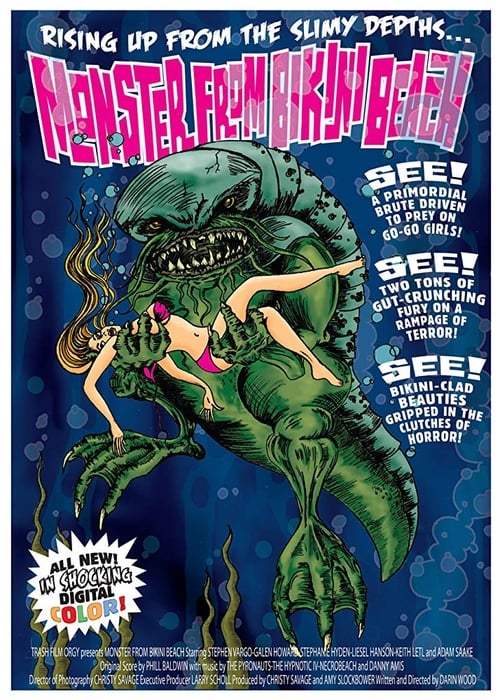 RISING UP FROM THE SLIMY DEPTHS...
MONSTER FROM BIKINI BEACH
SEE!
A PRIMORDIAL
BRUTE DRIVEN
TO PREY ON
GO-GO GIRLS!
SEE!
TWO TONS OF
GUT-CRUNCHING
FURY ON A
RAMPAGE OF
TERROR!
SEE!
BIKINI-CLAD
BEAUTIES
GRIPPED IN THE
CLUTCHES OF
HORROR!
ALL NEW!
IN SHOCKING
DIGITAL
COLOR!
TRASH FILM ORGY presents MONSTER FROM BIKINI BEACH Starring STEPHEN VARGO-GALEN HOWARD-STEPHANIE HYDEN-LIESEL HANSON-KEITH LETL and ADAM SAAKE
Original Score by PHILL BALDWIN with music by THE PYRONAUTS-THE HYPNOTIC IV-NECROBEACH and DANNY AMIS
Director of Photography CHRISTY SAVAGE Executive Producer LARRY SCHOLL Produced by CHRISTY SAVAGE and AMY SLOCKBOWER Written and Directed by DARIN WOOD